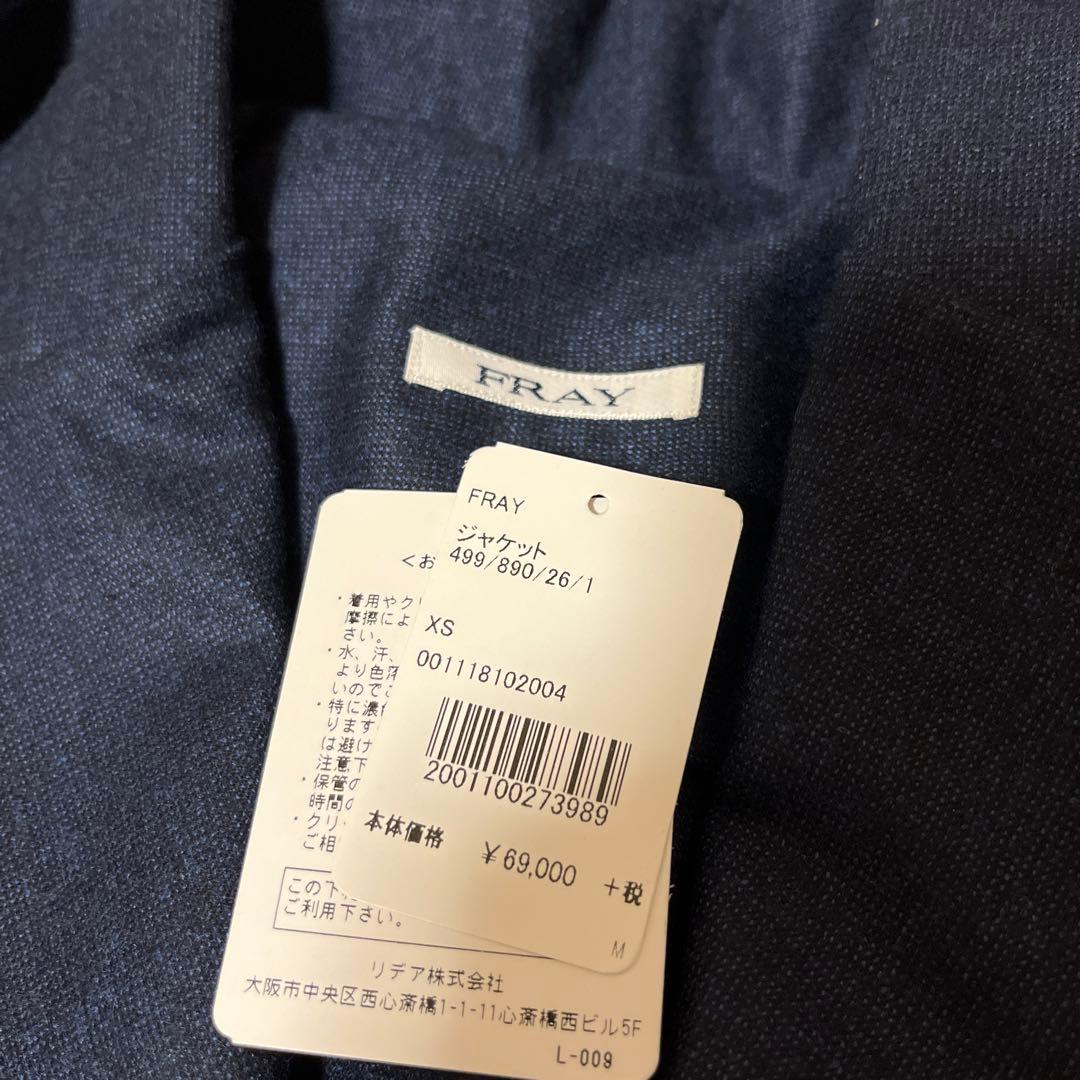 FRAY
FRAY
ジャケット
499/890/26/1
XS
001118102004
2001100273989
本体価格 ¥69,000 +税
M
<お
・着用やク
摩擦によ
さい。
・水、汗、
より色落
いのでご
・特に濃
ります
は避け
注意下
・保管の
時間の
・クリ
ご相
この下
ご利用下さい。
リデア株式会社
大阪市中央区西心斎橋1-1-11心斎橋西ビル5F
L-009